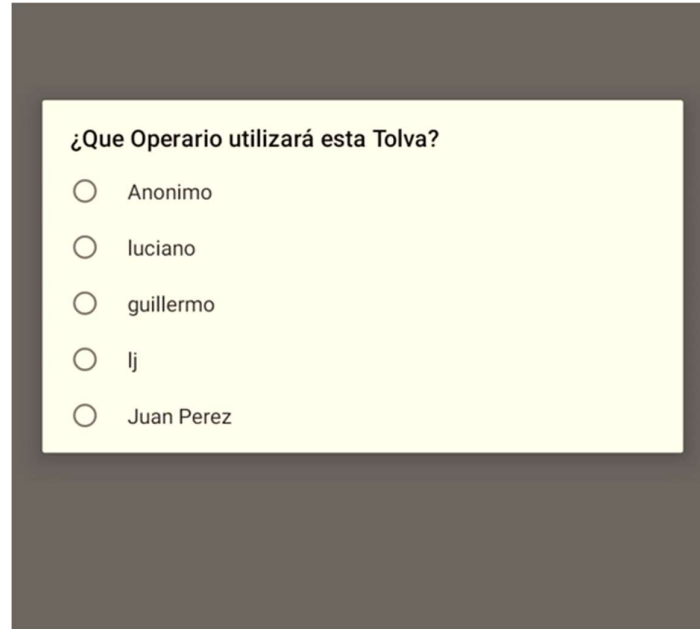 ¿Que Operario utilizará esta Tolva?
Anonimo
luciano
guillermo
lj
Juan Perez